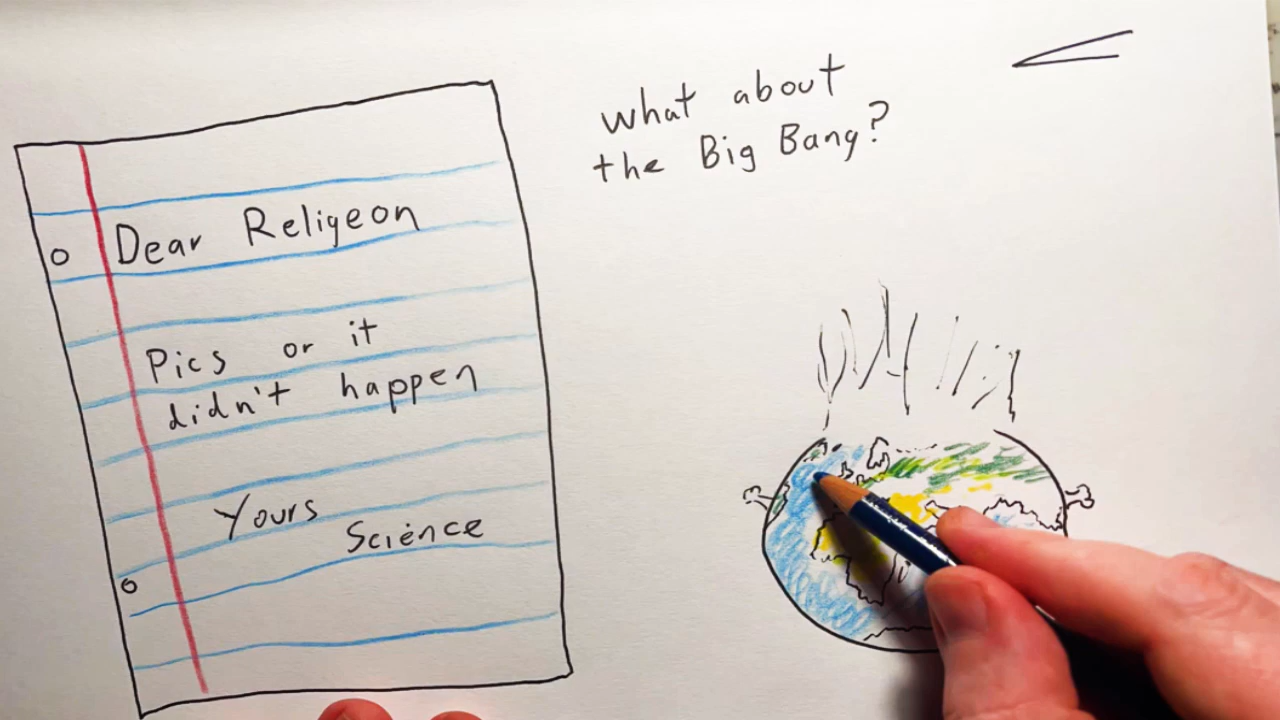 Dear Religeon
Pics or it
didn't happen
Yours
Science
what about
the Big Bang?